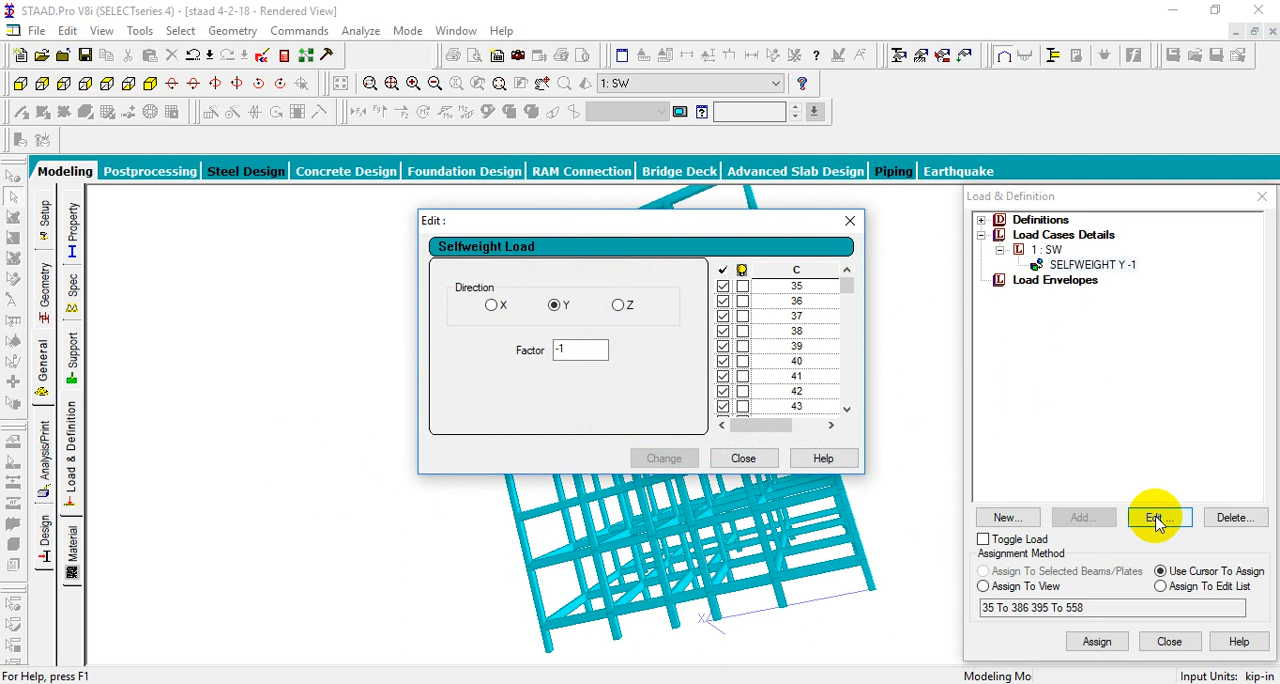 STAAD.Pro V8i (SELECTseries 4) - [staad 4-2-18 - Rendered View]
File Edit View Tools Select Geometry Commands Analyze Mode Window Help
1: SW
Modeling Postprocessing Steel Design Concrete Design Foundation Design RAM Connection Bridge Deck Advanced Slab Design Piping Earthquake
Setup
Geometry
General
Analysis/Print
Design
Property
Spec
Support
Load & Definition
Material
Edit :
Selfweight Load
Direction
X Y Z
Factor -1
C
35
36
37
38
39
40
41
42
43
Change Close Help
X
Load & Definition
Definitions
Load Cases Details
1 : SW
SELFWEIGHT Y -1
Load Envelopes
New... Add... Edit... Delete...
Toggle Load
Assignment Method
Assign To Selected Beams/Plates Use Cursor To Assign
Assign To View Assign To Edit List
35 To 386 395 To 558
Assign Close Help
For Help, press F1 Modeling Mo Input Units: kip-in